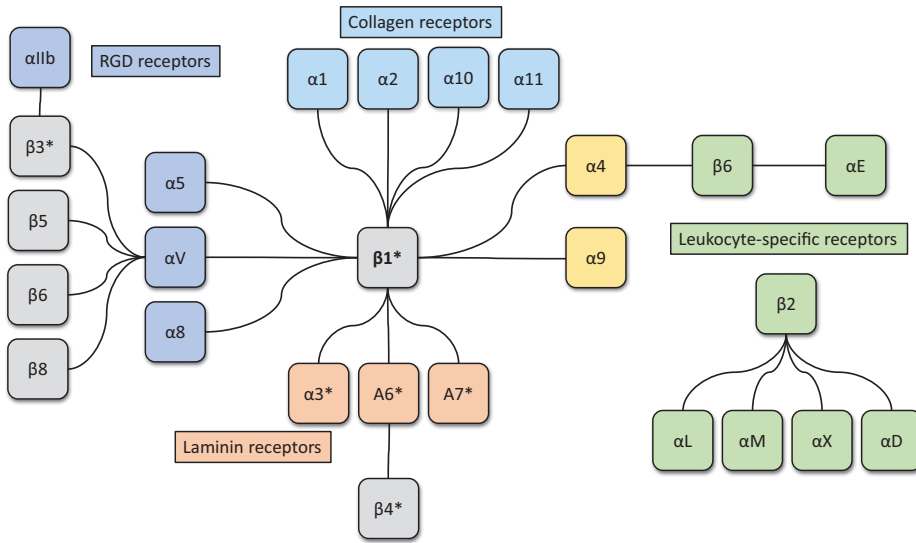 Collagen receptors
αIIb
RGD receptors
α1
α2
α10
α11
β3*
α5
α4
β6
αE
β5
αV
β1*
α9
Leukocyte-specific receptors
β6
β2
α8
β8
α3*
A6*
A7*
Laminin receptors
αL
αM
αX
αD
β4*